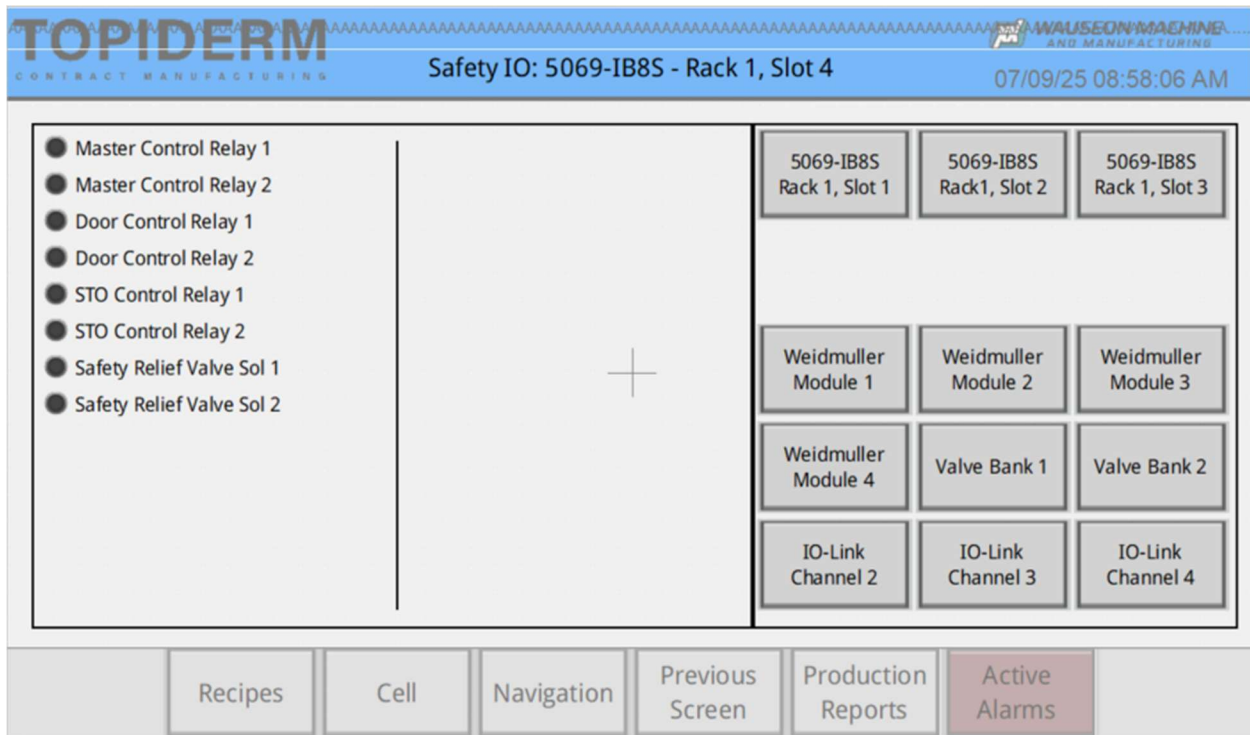 TOPIDERM
CONTRACT MANUFACTURING
Safety IO: 5069-IB8S - Rack 1, Slot 4
WAUSEON MACHINE
AND MANUFACTURING
07/09/25 08:58:06 AM
Master Control Relay 1
Master Control Relay 2
Door Control Relay 1
Door Control Relay 2
STO Control Relay 1
STO Control Relay 2
Safety Relief Valve Sol 1
Safety Relief Valve Sol 2
5069-IB8S
Rack 1, Slot 1
5069-IB8S
Rack1, Slot 2
5069-IB8S
Rack 1, Slot 3
Weidmuller
Module 1
Weidmuller
Module 2
Weidmuller
Module 3
Weidmuller
Module 4
Valve Bank 1
Valve Bank 2
IO-Link
Channel 2
IO-Link
Channel 3
IO-Link
Channel 4
Recipes
Cell
Navigation
Previous
Screen
Production
Reports
Active
Alarms